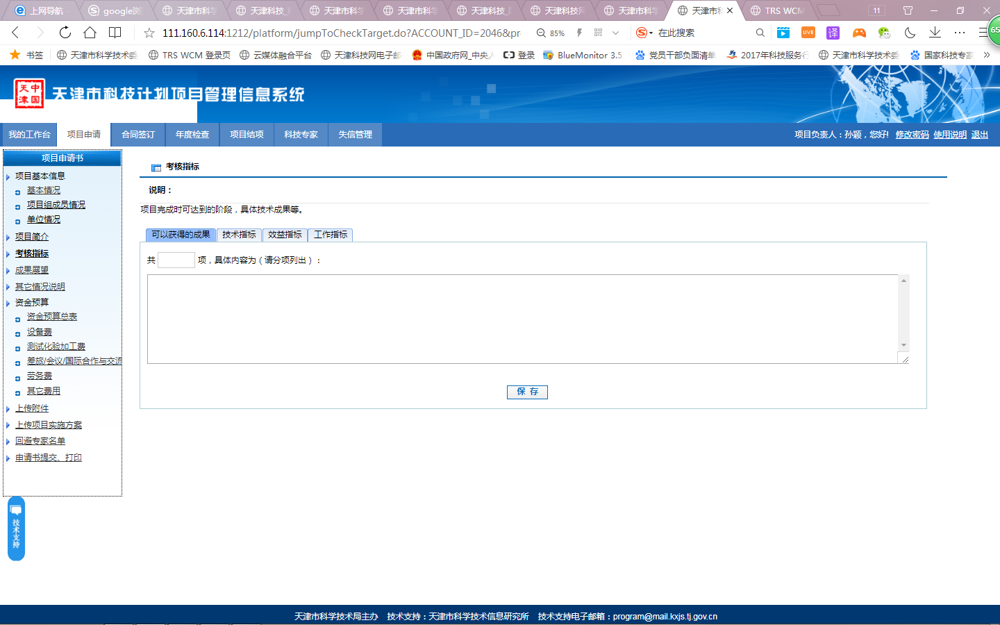 上网导航
google浏
天津市科学
天津科技_
天津市科学
天津市科学
天津科技_
天津科技网
天津市科学
天津市科
TRS WCM
11
111.160.6.114:1212/platform/jumpToCheckTarget.do?ACCOUNT_ID=2046&pr
85%
在此搜索
LIVE
译
65
书签
天津市科学技术委
TRS WCM 登录页
云媒体融合平台
天津科技网电子邮
中国政府网_中央人
登录
BlueMonitor 3.5
党员干部负面清单
2017年科技服务行
天津市科学技术委
国家科技专家
天津 中国
天津市科技计划项目管理信息系统
我的工作台
项目申请
合同签订
年度检查
项目结项
科技专家
失信管理
项目负责人：孙颖，您好! 修改密码 使用说明 退出
项目申请书
项目基本信息
基本情况
项目组成员情况
单位情况
项目简介
考核指标
成果展望
其它情况说明
资金预算
资金预算总表
设备费
测试化验加工费
差旅/会议/国际合作与交流
劳务费
其它费用
上传附件
上传项目实施方案
回避专家名单
申请书提交、打印
技术支持
考核指标
说明：
项目完成时可达到的阶段，具体技术成果等。
可以获得的成果
技术指标
效益指标
工作指标
共 项，具体内容为（请分项列出）：
保 存
天津市科学技术局主办 技术支持：天津市科学技术信息研究所 技术支持电子邮箱：program@mail.kxjs.tj.gov.cn